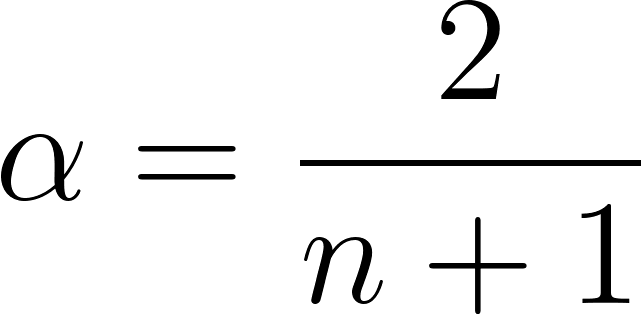 α = 2 / (n + 1)